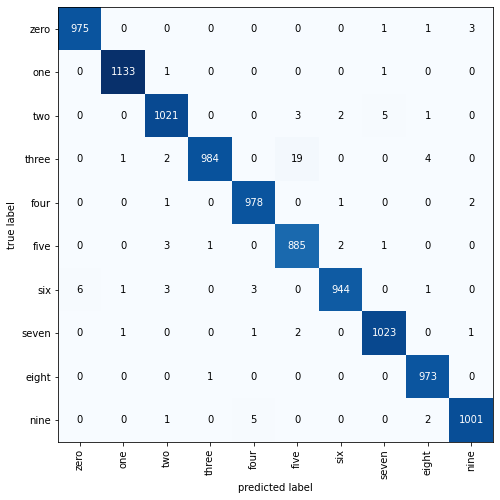 zero 975 0 0 0 0 0 0 1 1 3
one 0 1133 1 0 0 0 0 1 0 0
two 0 0 1021 0 0 3 2 5 1 0
three 0 1 2 984 0 19 0 0 4 0
four 0 0 1 0 978 0 1 0 0 2
five 0 0 3 1 0 885 2 1 0 0
six 6 1 3 0 3 0 944 0 1 0
seven 0 1 0 0 1 2 0 1023 0 1
eight 0 0 0 1 0 0 0 0 973 0
nine 0 0 1 0 5 0 0 0 2 1001
true label
zero one two three four five six seven eight nine
predicted label